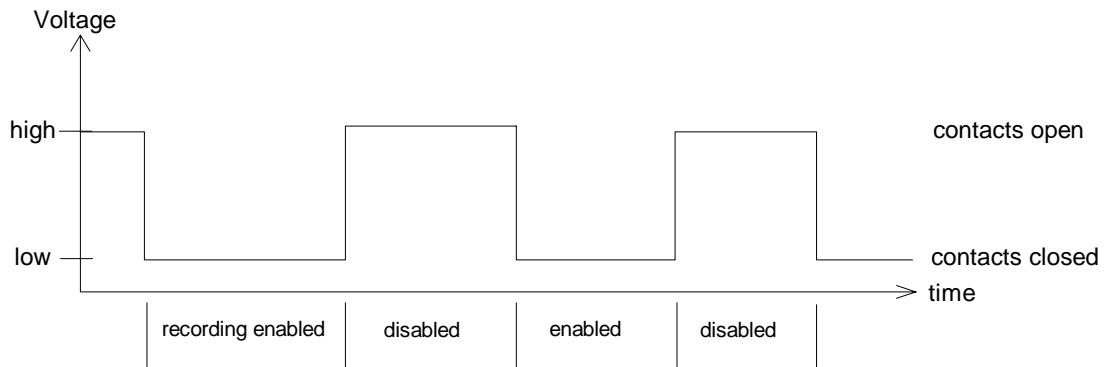 Voltage
high
contacts open
low
contacts closed
time
recording enabled
disabled
enabled
disabled